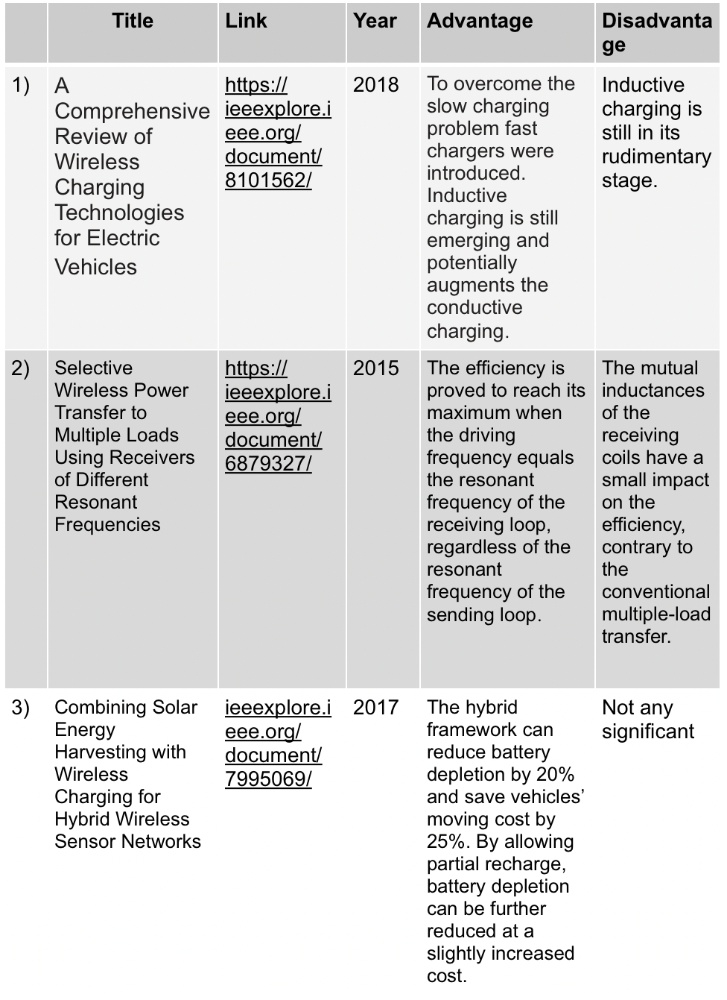 Title
Link
Year
Advantage
Disadvanta
ge
1)
A
Comprehensive
Review of
Wireless
Charging
Technologies
for Electric
Vehicles
https://
ieeexplore.i
eee.org/
document/
8101562/
2018
To overcome the
slow charging
problem fast
chargers were
introduced.
Inductive
charging is still
emerging and
potentially
augments the
conductive
charging.
Inductive
charging is
still in its
rudimentary
stage.
2)
Selective
Wireless Power
Transfer to
Multiple Loads
Using Receivers
of Different
Resonant
Frequencies
https://
ieeexplore.i
eee.org/
document/
6879327/
2015
The efficiency is
proved to reach its
maximum when
the driving
frequency equals
the resonant
frequency of the
receiving loop,
regardless of the
resonant
frequency of the
sending loop.
The mutual
inductances
of the
receiving
coils have a
small impact
on the
efficiency,
contrary to
the
conventional
multiple-load
transfer.
3)
Combining Solar
Energy
Harvesting with
Wireless
Charging for
Hybrid Wireless
Sensor Networks
ieeexplore.i
eee.org/
document/
7995069/
2017
The hybrid
framework can
reduce battery
depletion by 20%
and save vehicles’
moving cost by
25%. By allowing
partial recharge,
battery depletion
can be further
reduced at a
slightly increased
cost.
Not any
significant